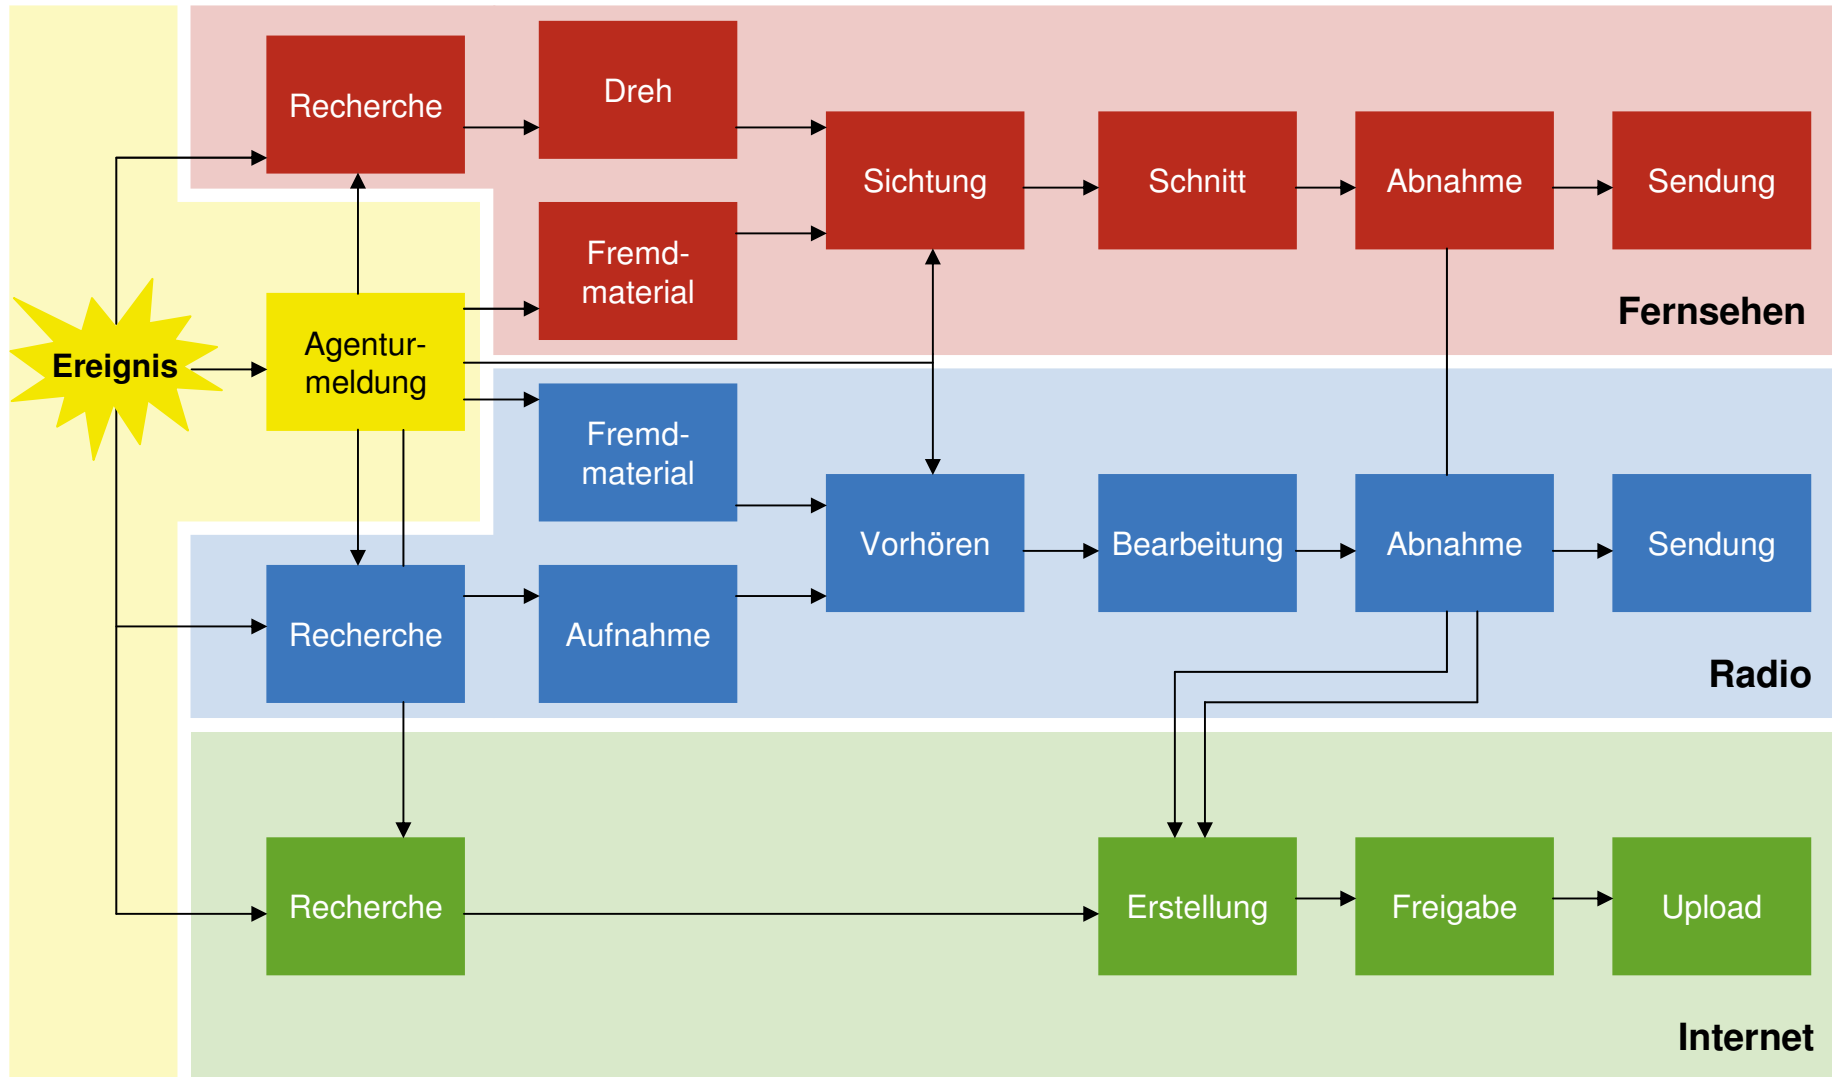 Recherche
Dreh
Sichtung
Schnitt
Abnahme
Sendung
Fremd-
material
Fernsehen
Ereignis
Agentur-
meldung
Fremd-
material
Vorhören
Bearbeitung
Abnahme
Sendung
Recherche
Aufnahme
Radio
Recherche
Erstellung
Freigabe
Upload
Internet